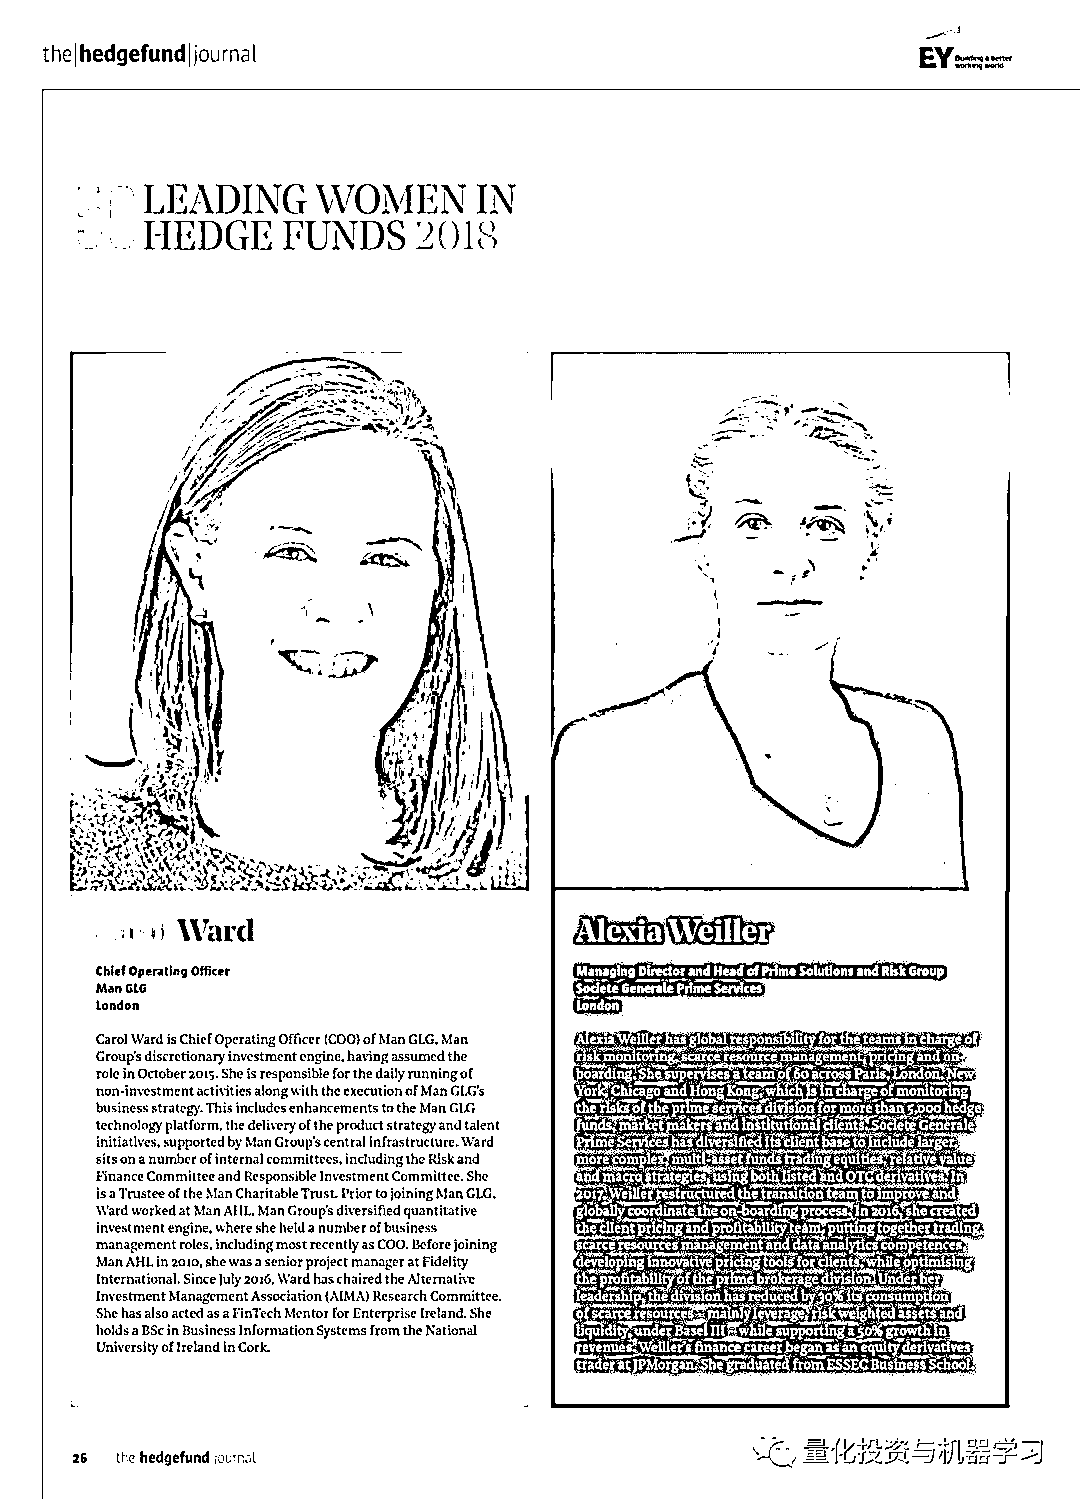 the|hedgefund|journal
EY Building a better
working world
50 LEADING WOMEN IN
HEDGE FUNDS 2018
Ward
Chief Operating Officer
Man GLG
London
Carol Ward is Chief Operating Officer (COO) of Man GLG, Man
Group's discretionary investment engine, having assumed the
role in October 2015. She is responsible for the daily running of
non-investment activities along with the execution of Man GLG's
business strategy. This includes enhancements to the Man GLG
technology platform, the delivery of the product strategy and talent
initiatives, supported by Man Group's central infrastructure. Ward
sits on a number of internal committees, including the Risk and
Finance Committee and Responsible Investment Committee. She
is a Trustee of the Man Charitable Trust. Prior to joining Man GLG,
Ward worked at Man AHL, Man Group's diversified quantitative
investment engine, where she held a number of business
management roles, including most recently as COO. Before joining
Man AHL in 2010, she was a senior project manager at Fidelity
International. Since July 2016, Ward has chaired the Alternative
Investment Management Association (AIMA) Research Committee.
She has also acted as a FinTech Mentor for Enterprise Ireland. She
holds a BSc in Business Information Systems from the National
University of Ireland in Cork.
Alexia Weiller
Managing Director and Head of Prime Solutions and Risk Group
Societe Generale Prime Services
London
Alexia Weiller has global responsibility for the teams in charge of
risk monitoring, scarce resource management, pricing and on-
boarding. She supervises a team of 60 across Paris, London, New
York, Chicago and Hong Kong, which is in charge of monitoring
the risks of the prime services division for more than 5,000 hedge
funds, market makers and institutional clients. Societe Generale
Prime Services has diversified its client base to include larger,
more complex, multi-asset funds trading equities, relative value
and macro strategies, using both listed and OTC derivatives. In
2017, Weiller restructured the transition team to improve and
globally coordinate the on-boarding process. In 2016, she created
the client pricing and profitability team, putting together trading,
scarce resources management and data analytics competences,
developing innovative pricing tools for clients, while optimising
the profitability of the prime brokerage division. Under her
leadership, the division has reduced by 30% its consumption
of scarce resources – mainly leverage, risk weighted assets and
liquidity, under Basel III – while supporting a 50% growth in
revenues. Weiller's finance career began as an equity derivatives
trader at JPMorgan. She graduated from ESSEC Business School.
26 the hedgefund journal
量化投资与机器学习